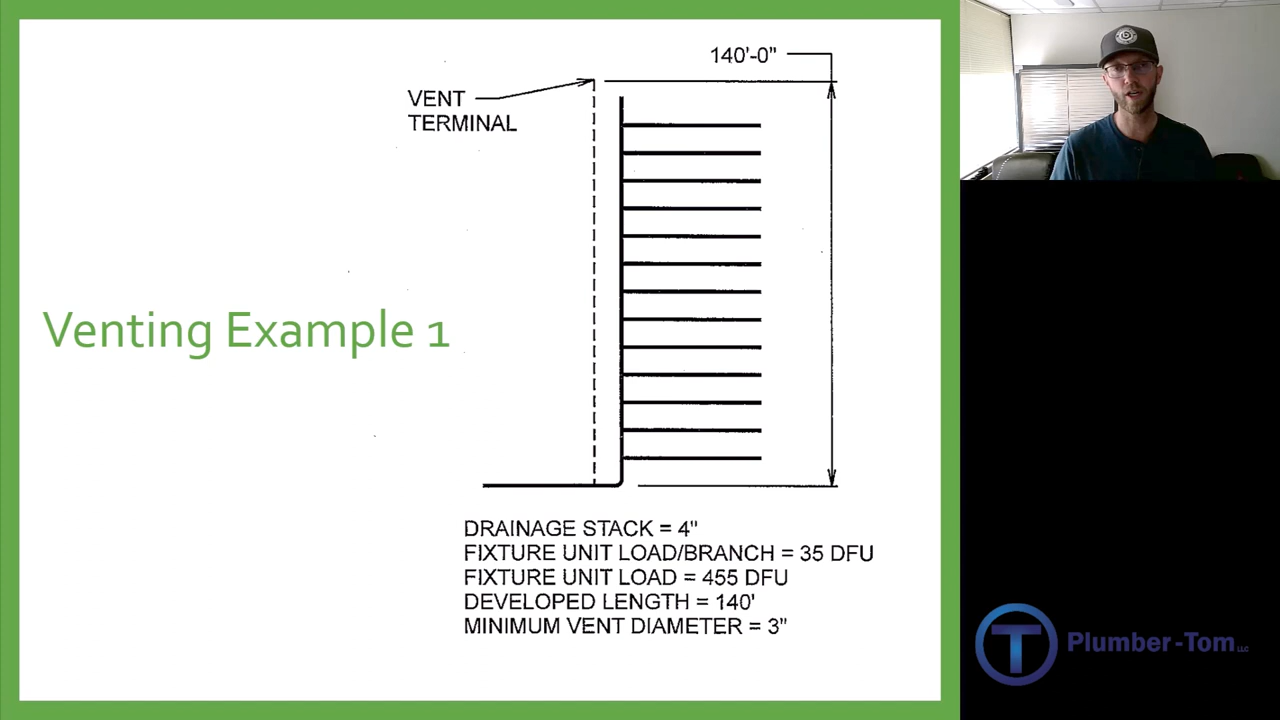 140'-0"
VENT
TERMINAL
Venting Example 1
DRAINAGE STACK = 4"
FIXTURE UNIT LOAD/BRANCH = 35 DFU
FIXTURE UNIT LOAD = 455 DFU
DEVELOPED LENGTH = 140'
MINIMUM VENT DIAMETER = 3"
T Plumber-Tom LLC